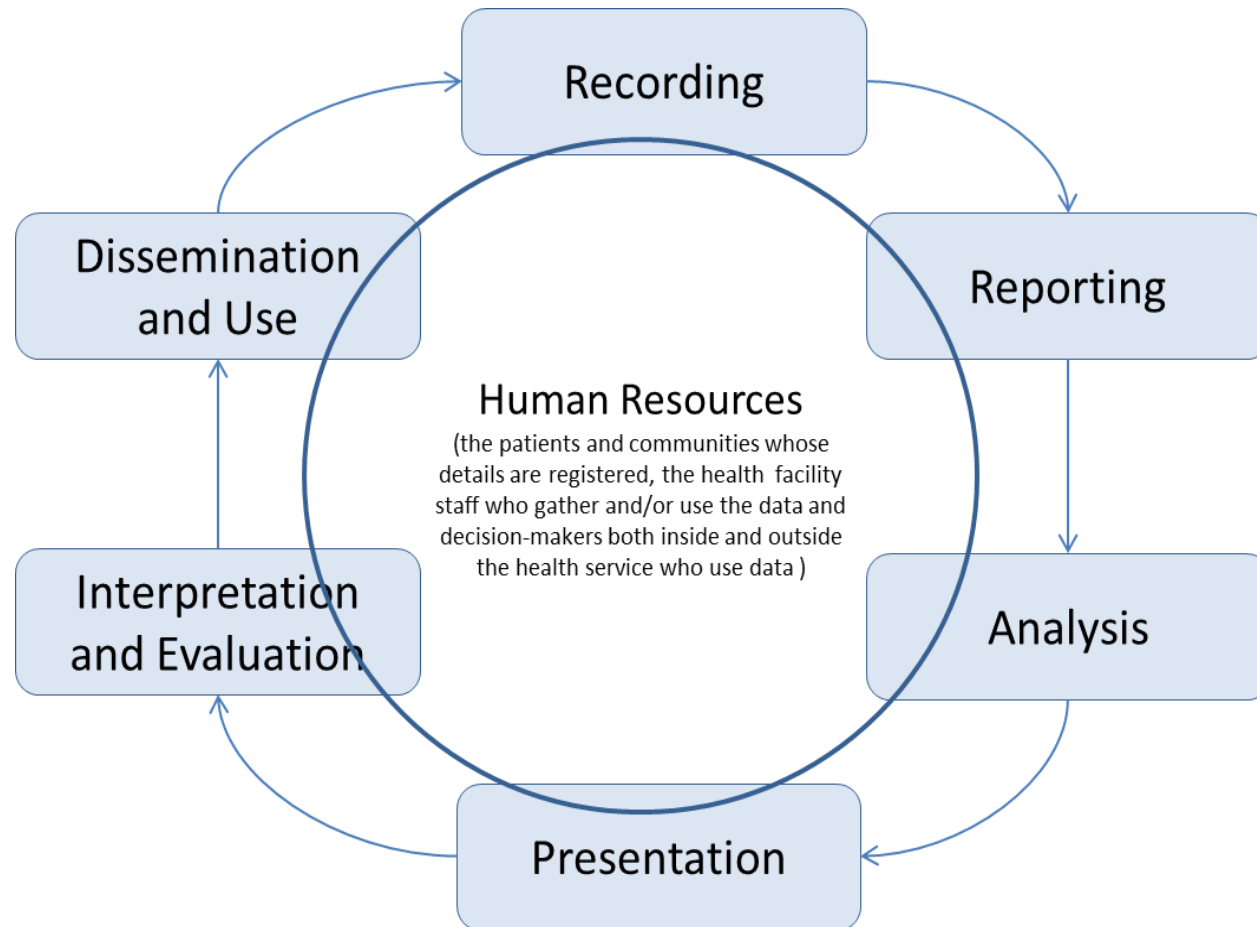 Recording
Reporting
Analysis
Presentation
Interpretation
and Evaluation
Dissemination
and Use
Human Resources
(the patients and communities whose
details are registered, the health facility
staff who gather and/or use the data and
decision-makers both inside and outside
the health service who use data )